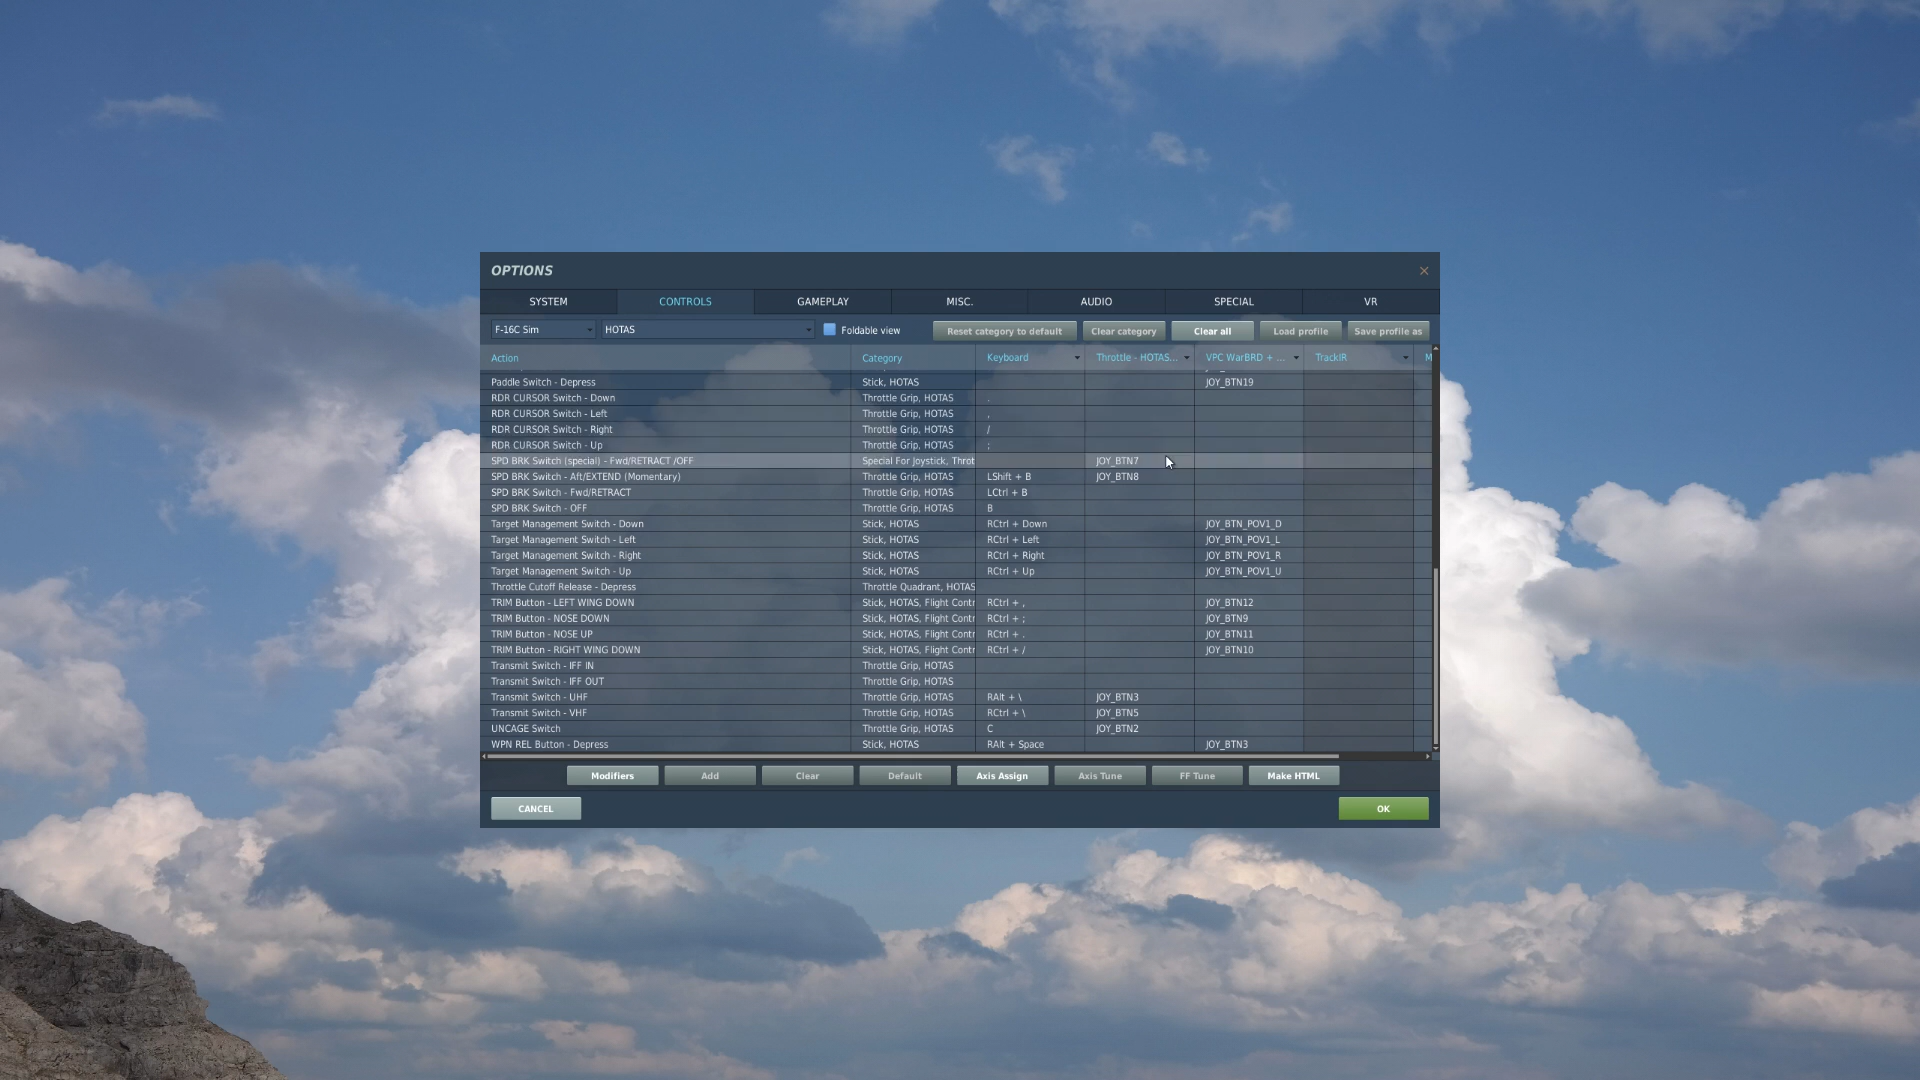 OPTIONS ×
SYSTEM CONTROLS GAMEPLAY MISC. AUDIO SPECIAL VR
F-16C Sim HOTAS Foldable view Reset category to default Clear category Clear all Load profile Save profile as
Action Category Keyboard Throttle - HOTAS... VPC WarBRD + ... TrackIR M
Paddle Switch - Depress Stick, HOTAS JOY_BTN19
RDR CURSOR Switch - Down Throttle Grip, HOTAS .
RDR CURSOR Switch - Left Throttle Grip, HOTAS ,
RDR CURSOR Switch - Right Throttle Grip, HOTAS /
RDR CURSOR Switch - Up Throttle Grip, HOTAS ;
SPD BRK Switch (special) - Fwd/RETRACT /OFF Special For Joystick, Throt JOY_BTN7
SPD BRK Switch - Aft/EXTEND (Momentary) Throttle Grip, HOTAS LShift + B JOY_BTN8
SPD BRK Switch - Fwd/RETRACT Throttle Grip, HOTAS LCtrl + B
SPD BRK Switch - OFF Throttle Grip, HOTAS B
Target Management Switch - Down Stick, HOTAS RCtrl + Down JOY_BTN_POV1_D
Target Management Switch - Left Stick, HOTAS RCtrl + Left JOY_BTN_POV1_L
Target Management Switch - Right Stick, HOTAS RCtrl + Right JOY_BTN_POV1_R
Target Management Switch - Up Stick, HOTAS RCtrl + Up JOY_BTN_POV1_U
Throttle Cutoff Release - Depress Throttle Quadrant, HOTAS
TRIM Button - LEFT WING DOWN Stick, HOTAS, Flight Contr RCtrl + , JOY_BTN12
TRIM Button - NOSE DOWN Stick, HOTAS, Flight Contr RCtrl + ; JOY_BTN9
TRIM Button - NOSE UP Stick, HOTAS, Flight Contr RCtrl + . JOY_BTN11
TRIM Button - RIGHT WING DOWN Stick, HOTAS, Flight Contr RCtrl + / JOY_BTN10
Transmit Switch - IFF IN Throttle Grip, HOTAS
Transmit Switch - IFF OUT Throttle Grip, HOTAS
Transmit Switch - UHF Throttle Grip, HOTAS RAlt + \ JOY_BTN3
Transmit Switch - VHF Throttle Grip, HOTAS RCtrl + \ JOY_BTN5
UNCAGE Switch Throttle Grip, HOTAS C JOY_BTN2
WPN REL Button - Depress Stick, HOTAS RAlt + Space JOY_BTN3
Modifiers Add Clear Default Axis Assign Axis Tune FF Tune Make HTML
CANCEL OK